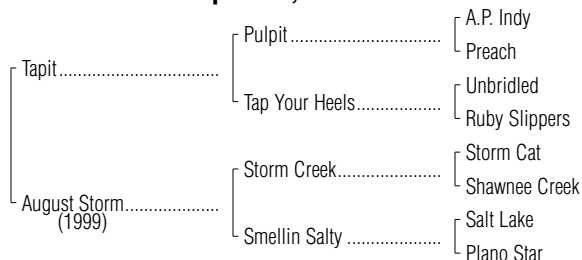 A.P. Indy
Pulpit
Preach
Tapit
Unbridled
Tap Your Heels
Ruby Slippers
Storm Cat
Storm Creek
Shawnee Creek
August Storm
(1999)
Salt Lake
Smellin Salty
Plano Star